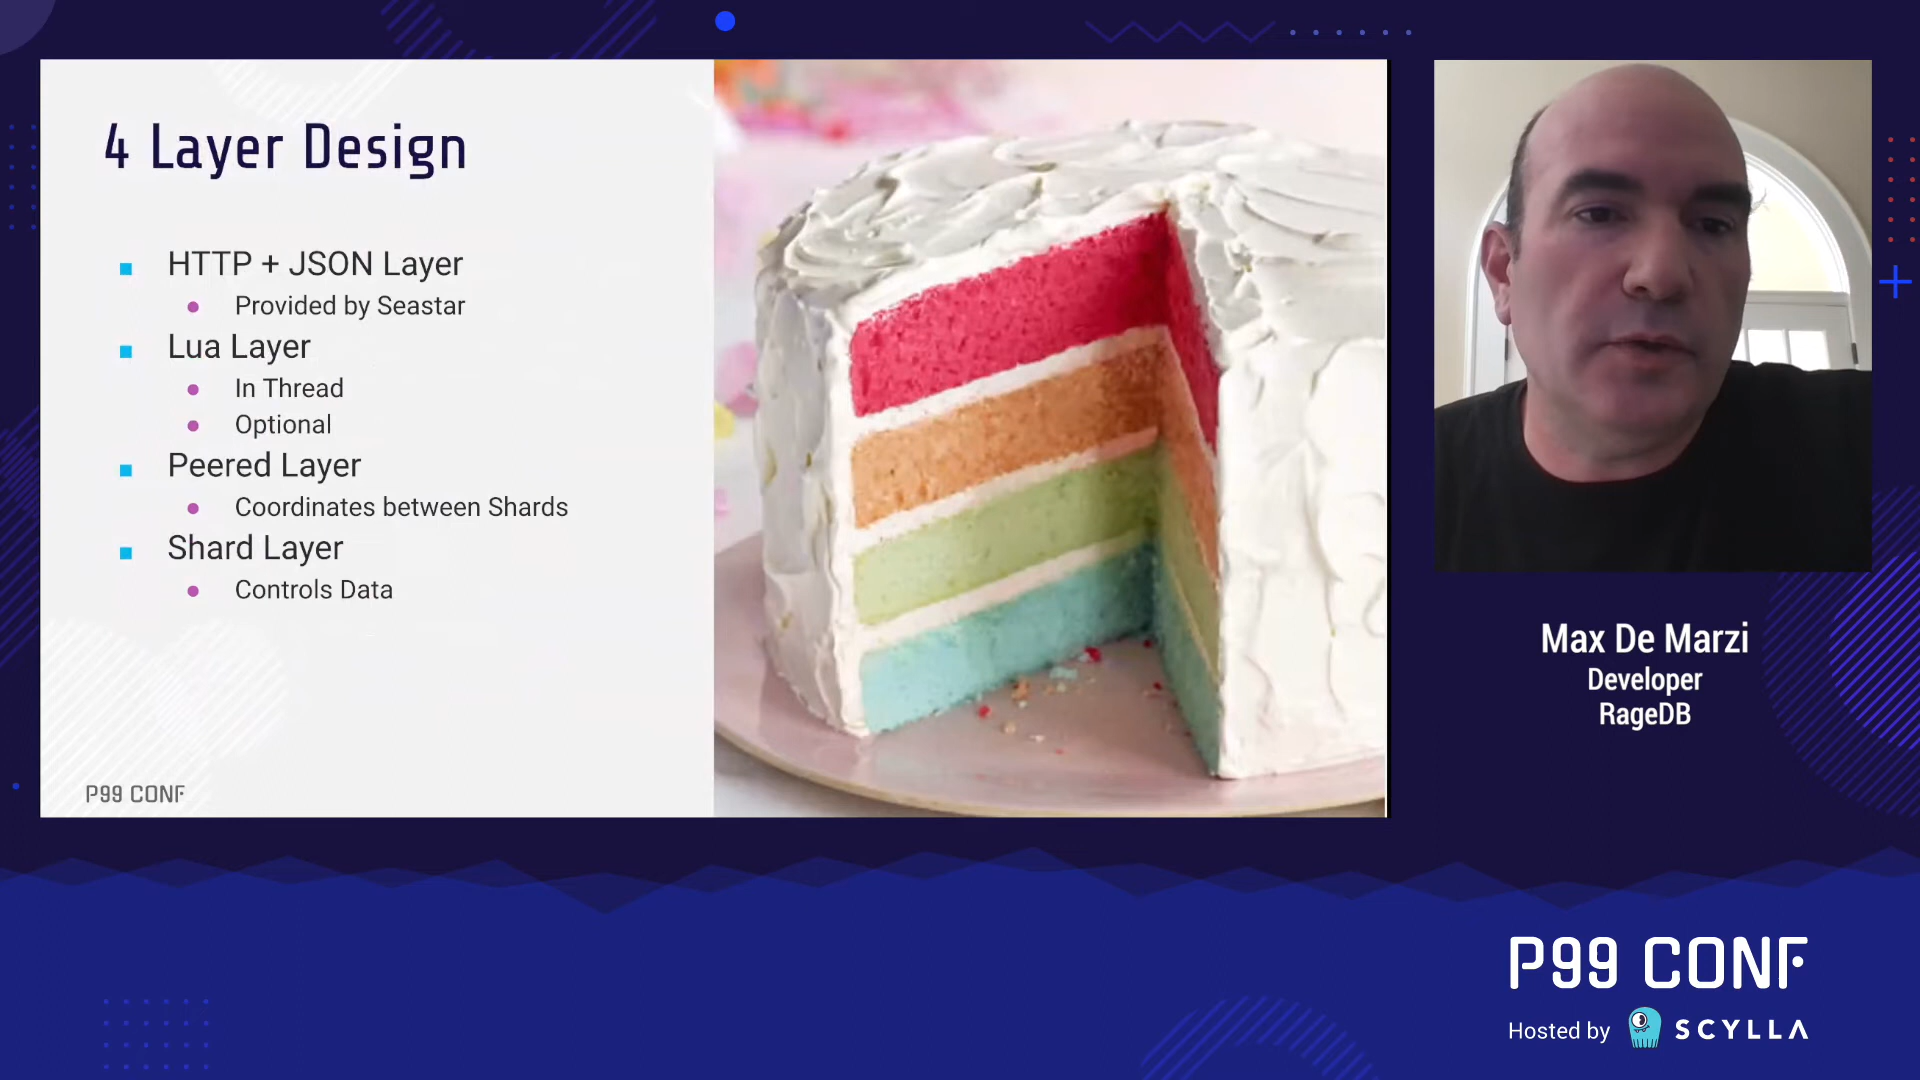 4 Layer Design
HTTP + JSON Layer
Provided by Seastar
Lua Layer
In Thread
Optional
Peered Layer
Coordinates between Shards
Shard Layer
Controls Data
P99 CONF
Max De Marzi
Developer
RageDB
P99 CONF
Hosted by SCYLLA